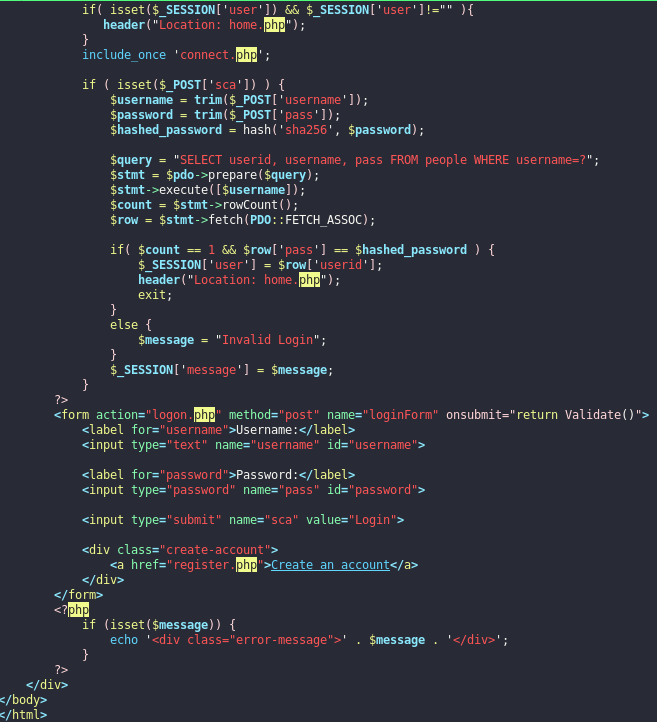 if( isset($_SESSION['user']) && $_SESSION['user']!="" ){
header("Location: home.php");
}
include_once 'connect.php';
if ( isset($_POST['sca']) ) {
$username = trim($_POST['username']);
$password = trim($_POST['pass']);
$hashed_password = hash('sha256', $password);
$query = "SELECT userid, username, pass FROM people WHERE username=?";
$stmt = $pdo->prepare($query);
$stmt->execute([$username]);
$count = $stmt->rowCount();
$row = $stmt->fetch(PDO::FETCH_ASSOC);
if( $count == 1 && $row['pass'] == $hashed_password ) {
$_SESSION['user'] = $row['userid'];
header("Location: home.php");
exit;
}
else {
$message = "Invalid Login";
}
$_SESSION['message'] = $message;
}
?>
<form action="logon.php" method="post" name="loginForm" onsubmit="return Validate()">
<label for="username">Username:</label>
<input type="text" name="username" id="username">
<label for="password">Password:</label>
<input type="password" name="pass" id="password">
<input type="submit" name="sca" value="Login">
<div class="create-account">
<a href="register.php">Create an account</a>
</div>
</form>
<?php
if (isset($message)) {
echo '<div class="error-message">' . $message . '</div>';
}
?>
</div>
</body>
</html>